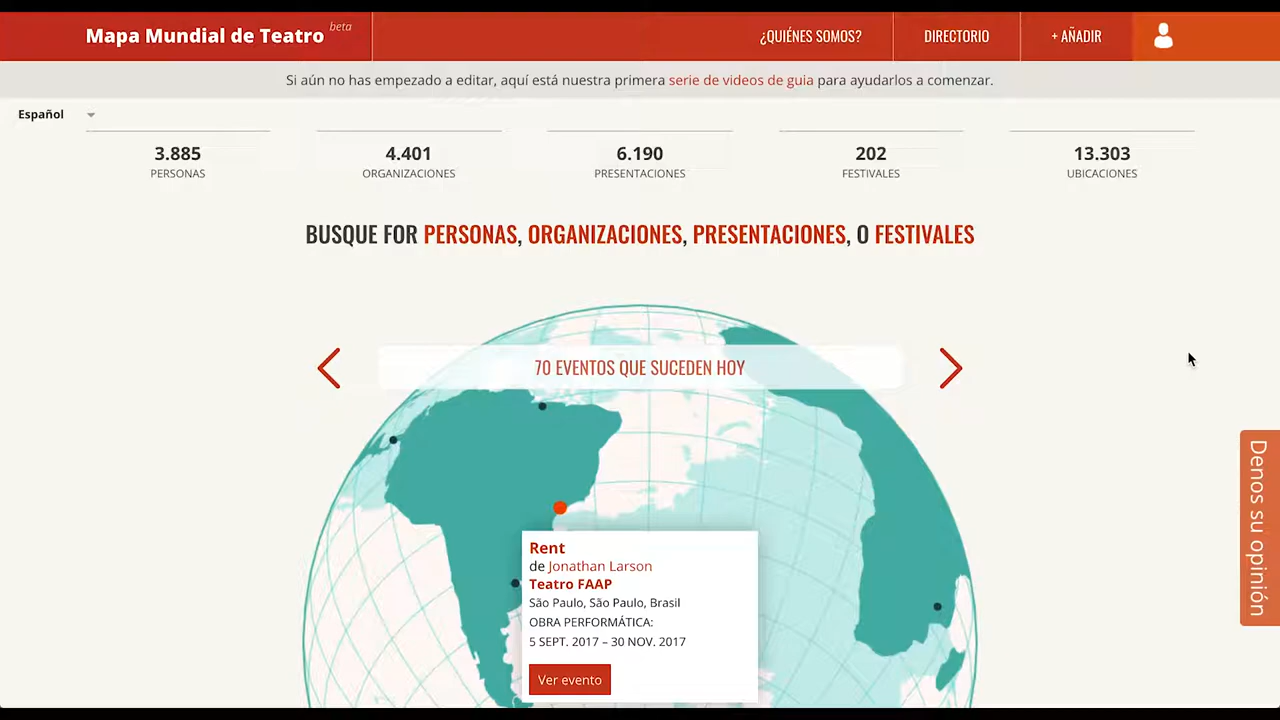 Mapa Mundial de Teatro beta
¿QUIÉNES SOMOS?
DIRECTORIO
+ AÑADIR
Si aún no has empezado a editar, aquí está nuestra primera serie de videos de guia para ayudarlos a comenzar.
Español
3.885
PERSONAS
4.401
ORGANIZACIONES
6.190
PRESENTACIONES
202
FESTIVALES
13.303
UBICACIONES
BUSQUE FOR PERSONAS, ORGANIZACIONES, PRESENTACIONES, O FESTIVALES
70 EVENTOS QUE SUCEDEN HOY
Rent
de Jonathan Larson
Teatro FAAP
São Paulo, São Paulo, Brasil
OBRA PERFORMÁTICA:
5 SEPT. 2017 – 30 NOV. 2017
Ver evento
Denos su opinión